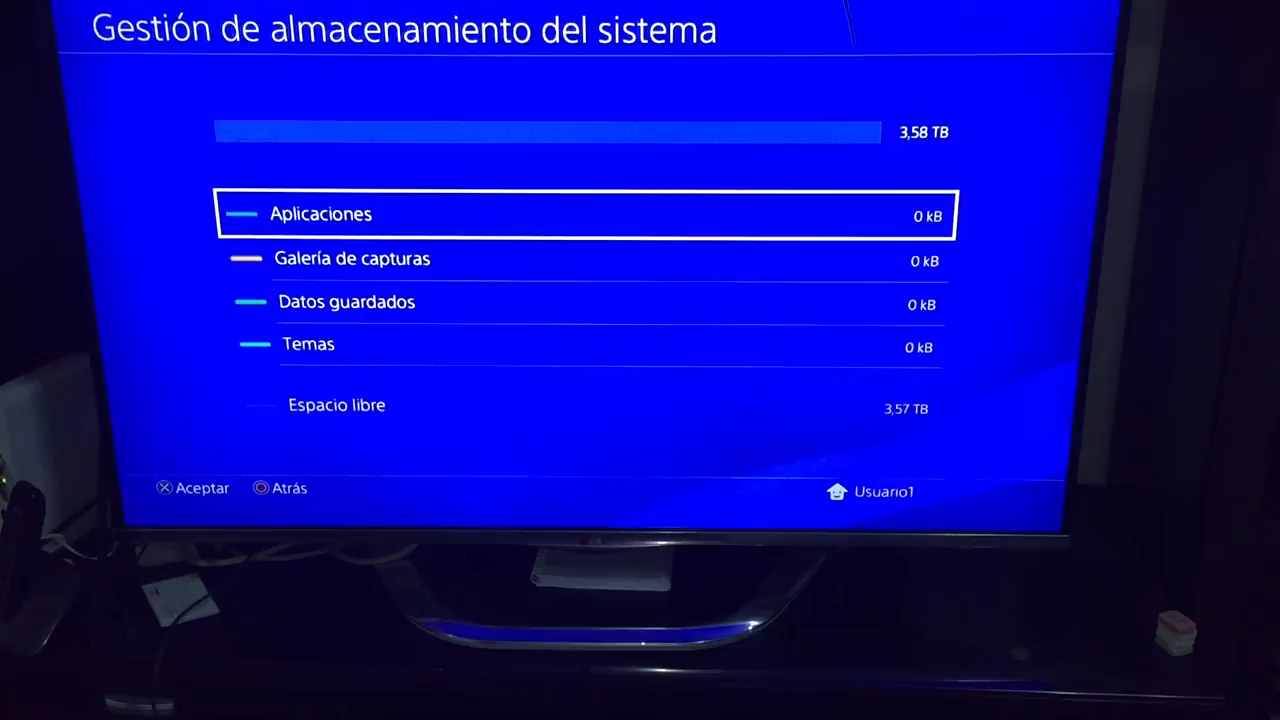 Gestión de almacenamiento del sistema
3,58 TB
Aplicaciones 0 kB
Galería de capturas 0 kB
Datos guardados 0 kB
Temas 0 kB
Espacio libre 3,57 TB
Aceptar Atrás Usuario1
LG